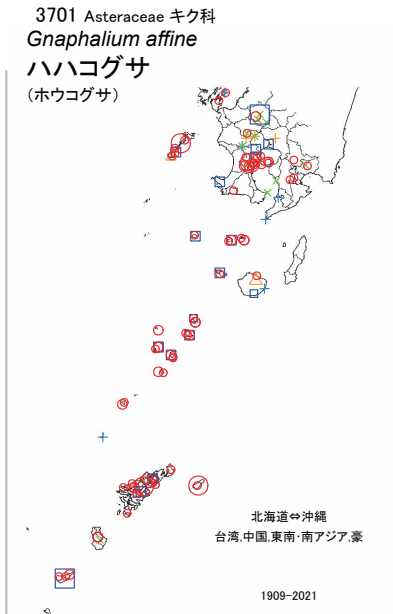 3701 Asteraceae キク科
Gnaphalium affine
ハハコグサ
(ホウコグサ)
北海道⇔沖縄
台湾,中国,東南・南アジア,豪
1909-2021